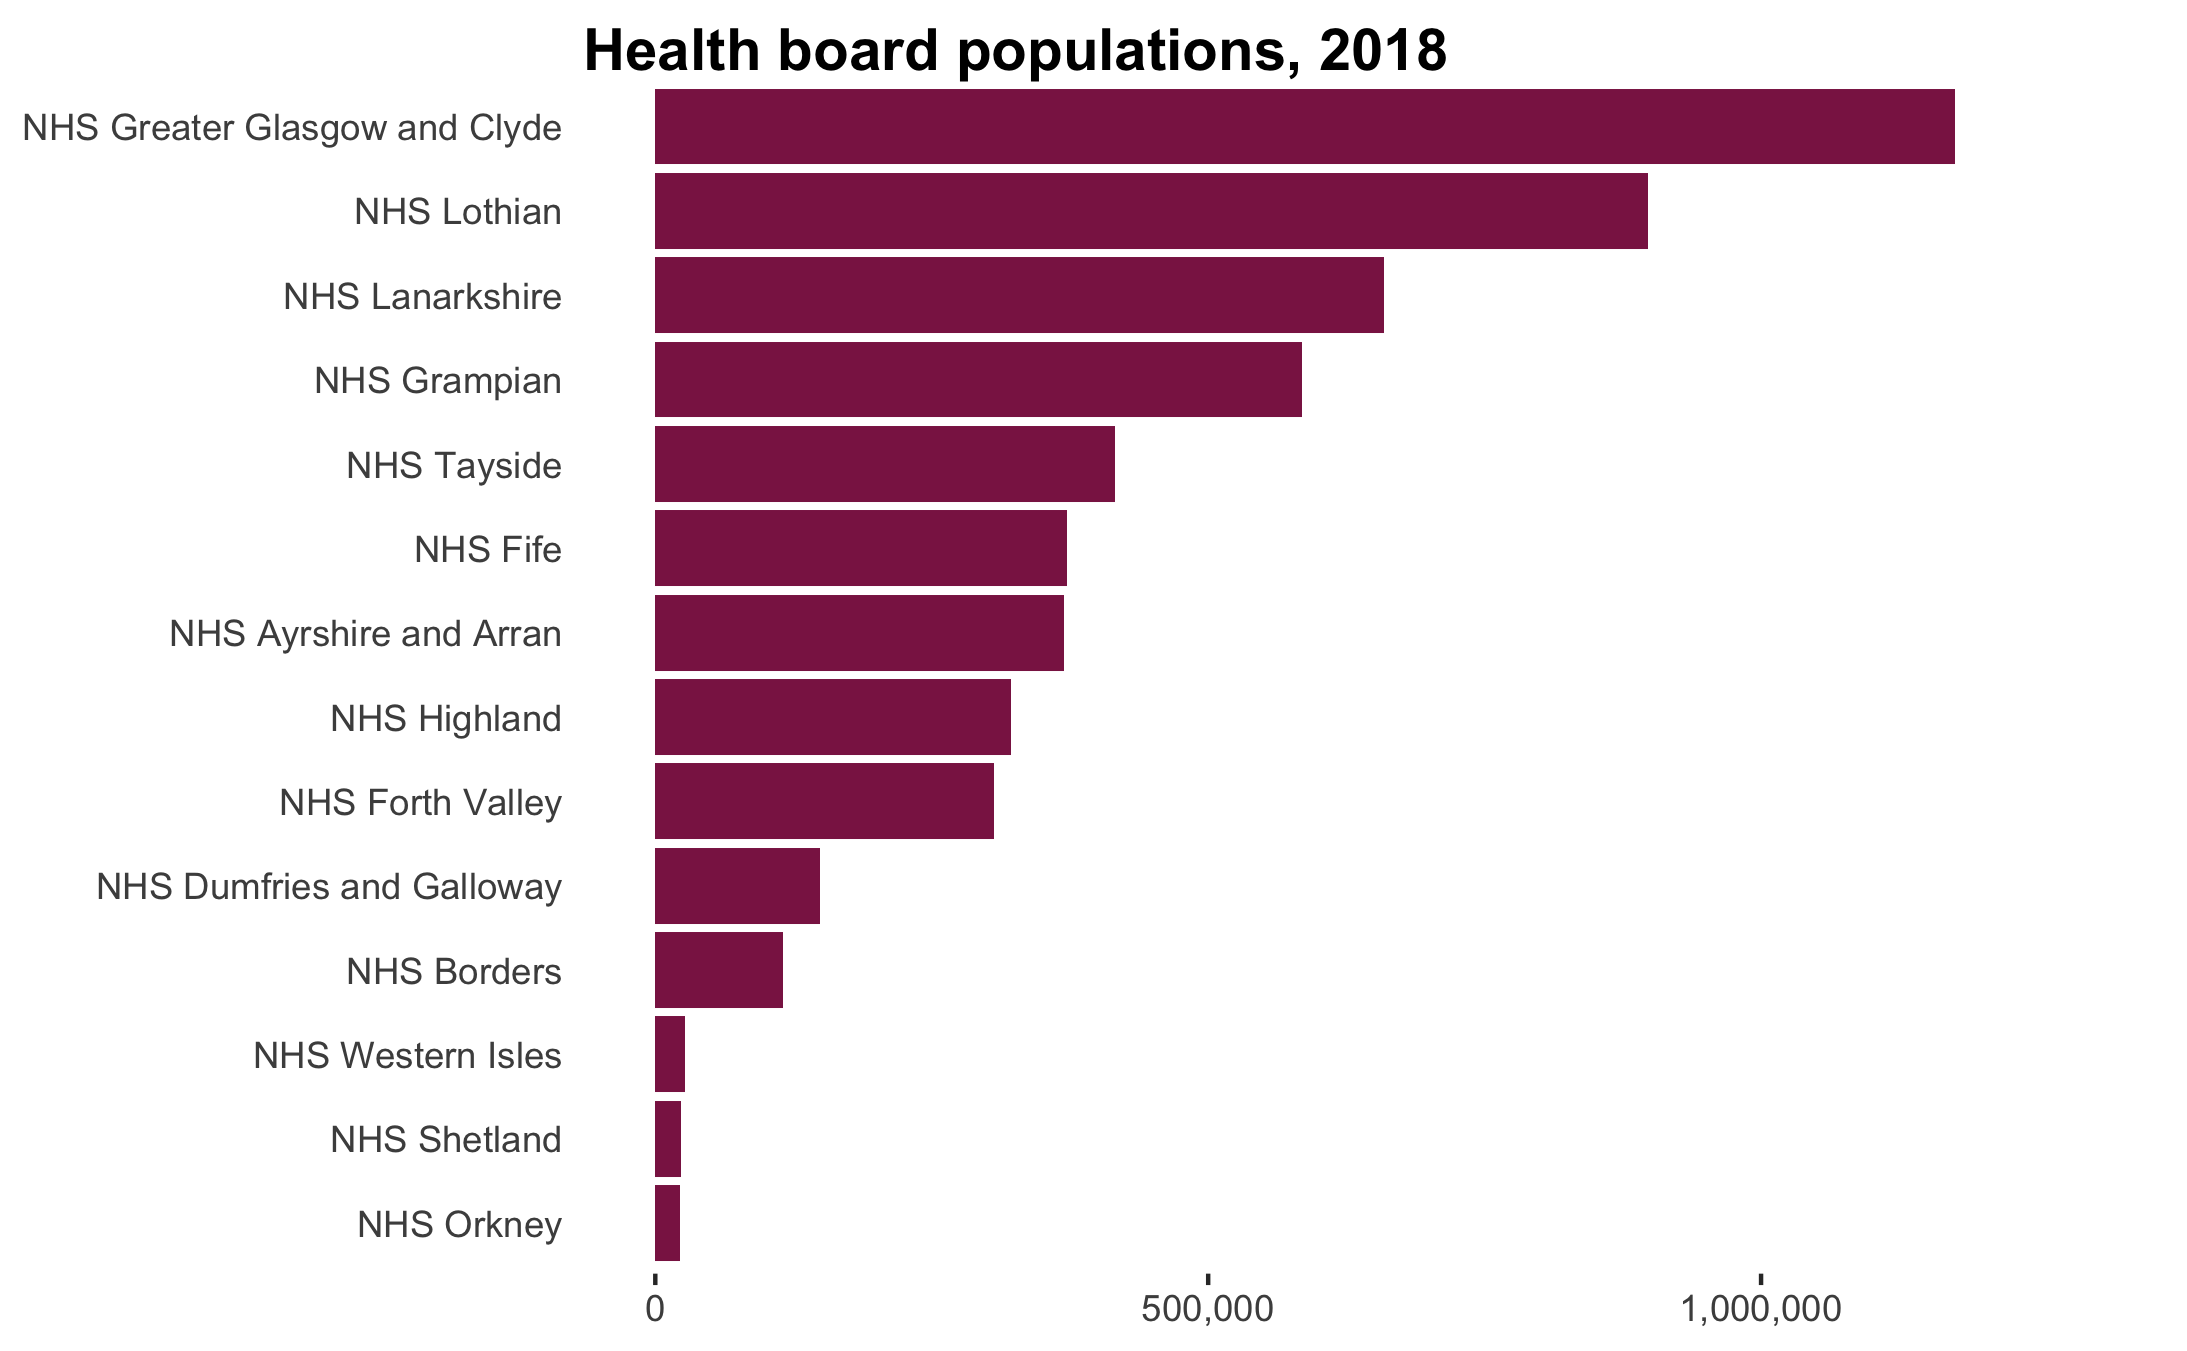 Health board populations, 2018
NHS Greater Glasgow and Clyde
NHS Lothian
NHS Lanarkshire
NHS Grampian
NHS Tayside
NHS Fife
NHS Ayrshire and Arran
NHS Highland
NHS Forth Valley
NHS Dumfries and Galloway
NHS Borders
NHS Western Isles
NHS Shetland
NHS Orkney
0 500,000 1,000,000